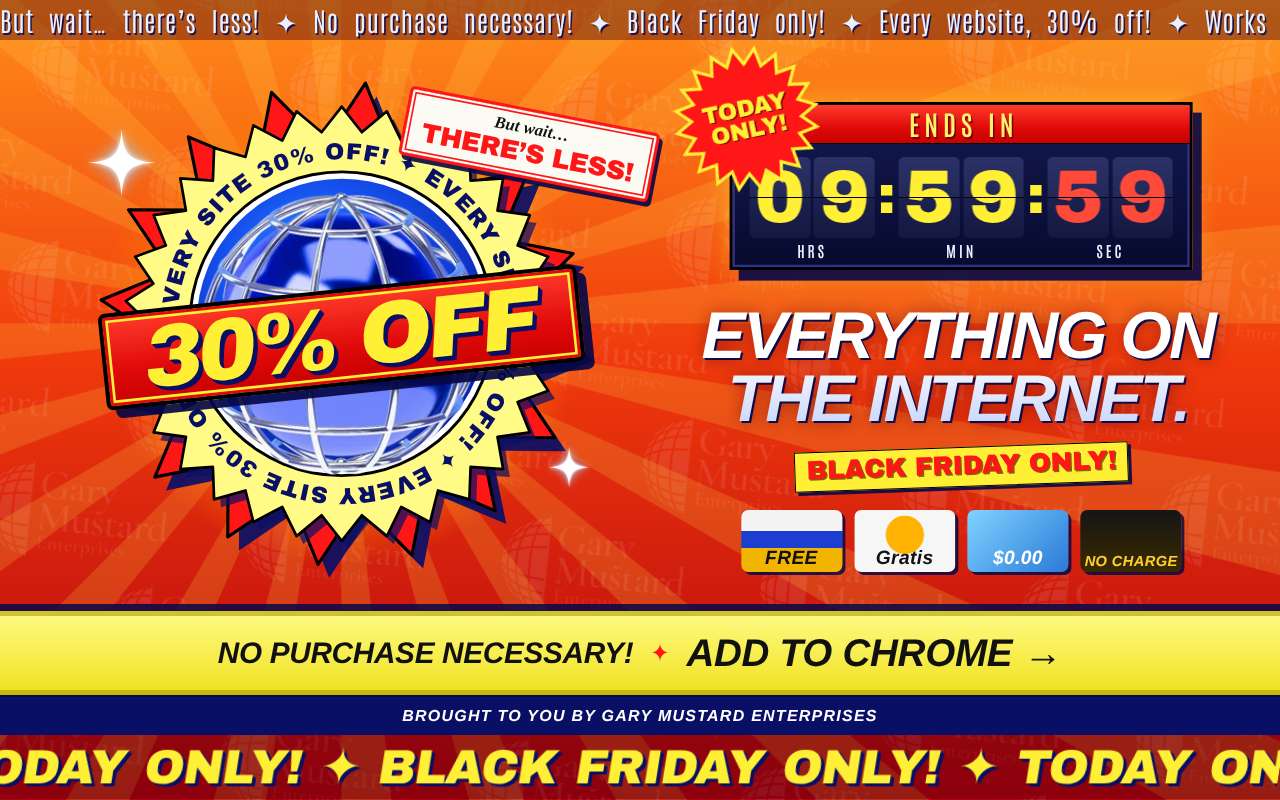 But wait… there’s less! ✦ No purchase necessary! ✦ Black Friday only! ✦ Every website, 30% off! ✦ Works
EVERY SITE 30% OFF! ✦ EVERY SITE 30% OFF! ✦
But wait…
THERE’S LESS!
30% OFF
TODAY
ONLY!
ENDS IN
09:59:59
HRS MIN SEC
EVERYTHING ON
THE INTERNET.
BLACK FRIDAY ONLY!
FREE Gratis $0.00 NO CHARGE
NO PURCHASE NECESSARY! ✦ ADD TO CHROME →
BROUGHT TO YOU BY GARY MUSTARD ENTERPRISES
ODAY ONLY! ✦ BLACK FRIDAY ONLY! ✦ TODAY ON
Gary
Mustard
Enterprises